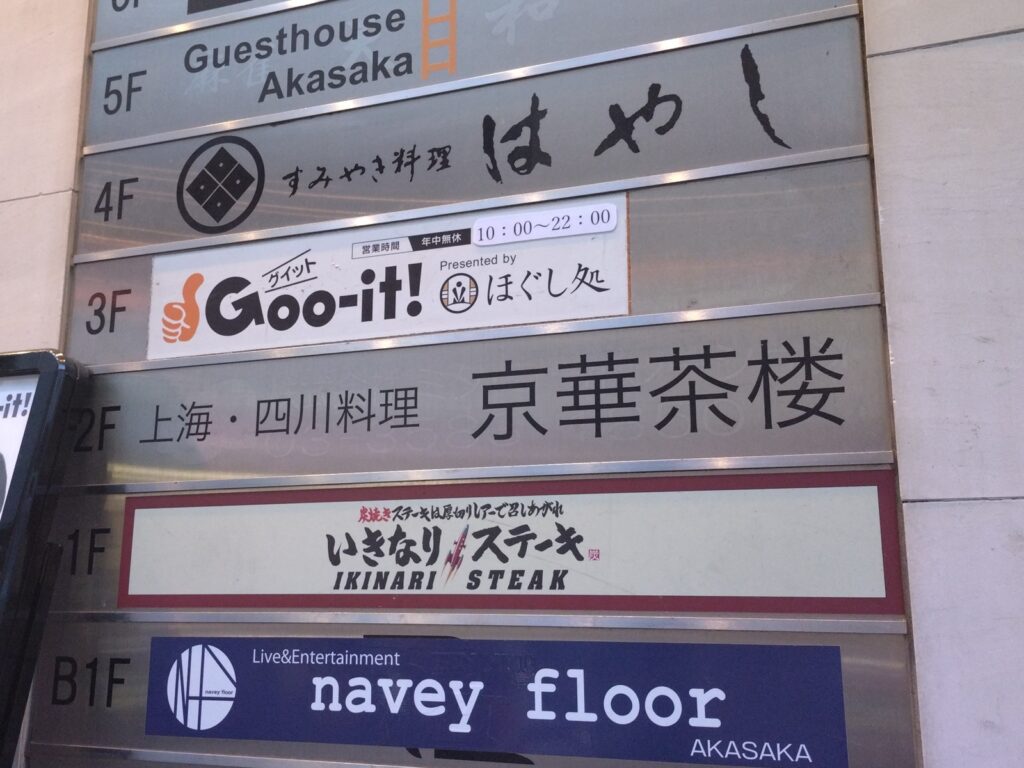 5F
Guesthouse
Akasaka
4F
すみやき料理 はやし
3F
営業時間 年中無休 10:00~22:00
グイット
Goo-it!
Presented by
ほぐし処
-it!
2F 上海・四川料理 京華茶楼
1F
炭焼きステーキは厚切りレアーで召しあがれ
いきなりステーキ
IKINARI STEAK
B1F
Live&Entertainment
navey floor
navey floor
AKASAKA